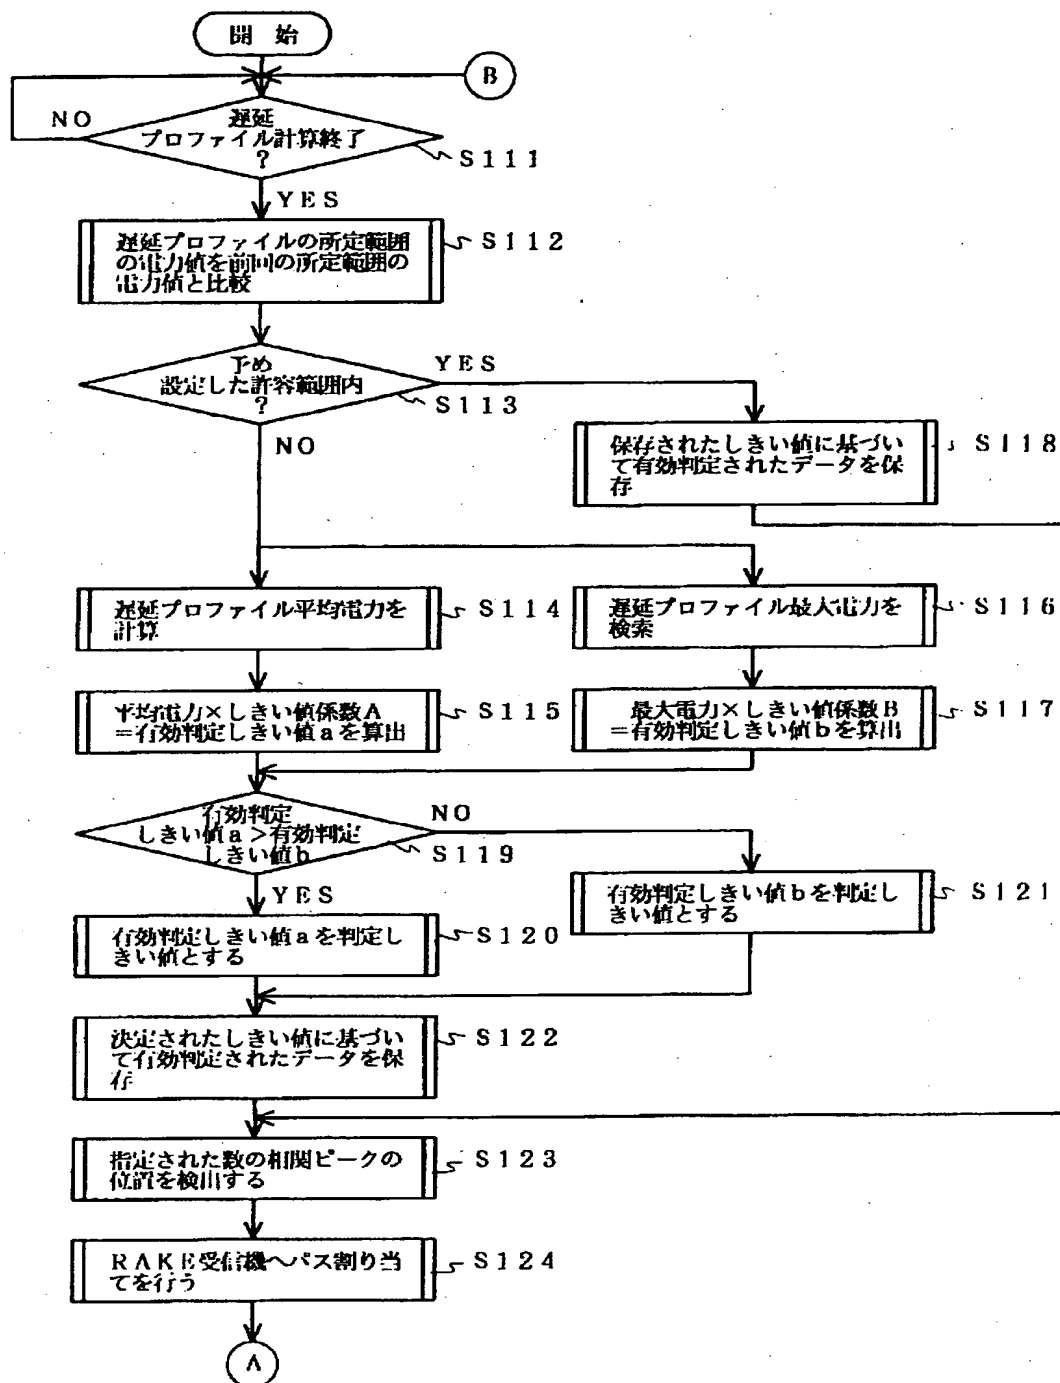 開 始
B
NO
遅延
プロファイル計算終了
?
S111
YES
遅延プロファイルの所定範囲
の電力値を前回の所定範囲の
電力値と比較
S112
予め
設定した許容範囲内
?
YES
S113
NO
保存されたしきい値に基づい
て有効判定されたデータを保
存
S118
遅延プロファイル平均電力を
計算
S114
遅延プロファイル最大電力を
検索
S116
平均電力×しきい値係数A
=有効判定しきい値aを算出
S115
最大電力×しきい値係数B
=有効判定しきい値bを算出
S117
有効判定
しきい値a>有効判定
しきい値b
NO
S119
YES
有効判定しきい値aを判定し
きい値とする
S120
有効判定しきい値bを判定し
きい値とする
S121
決定されたしきい値に基づい
て有効判定されたデータを保
存
S122
指定された数の相関ピークの
位置を検出する
S123
RAKE受信機へパス割り当
てを行う
S124
A